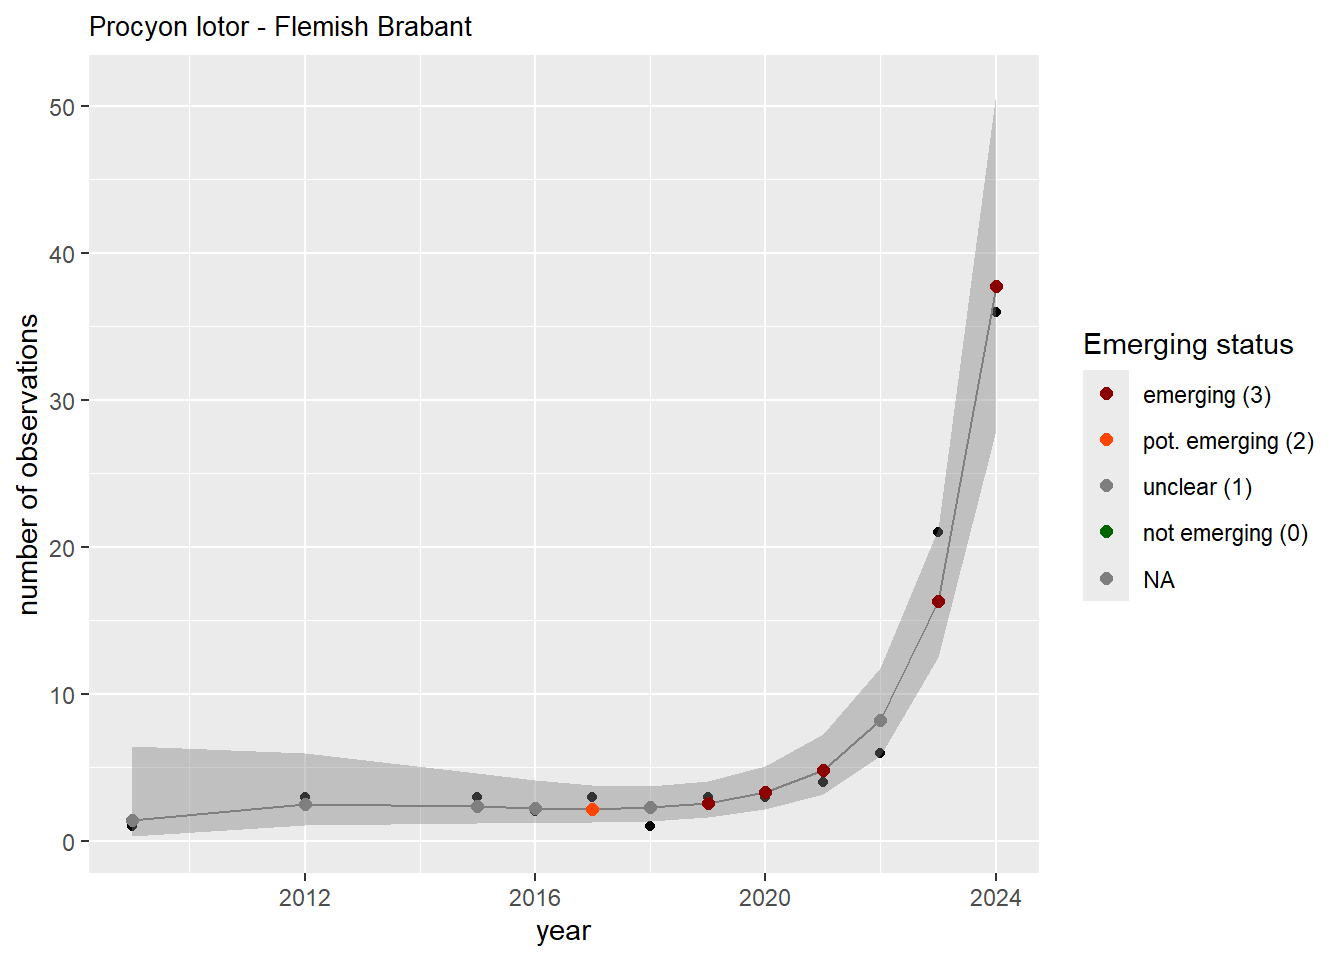 Procyon lotor - Flemish Brabant
50
40
30
20
10
0
number of observations
2012
2016
2020
2024
year
Emerging status
emerging (3)
pot. emerging (2)
unclear (1)
not emerging (0)
NA